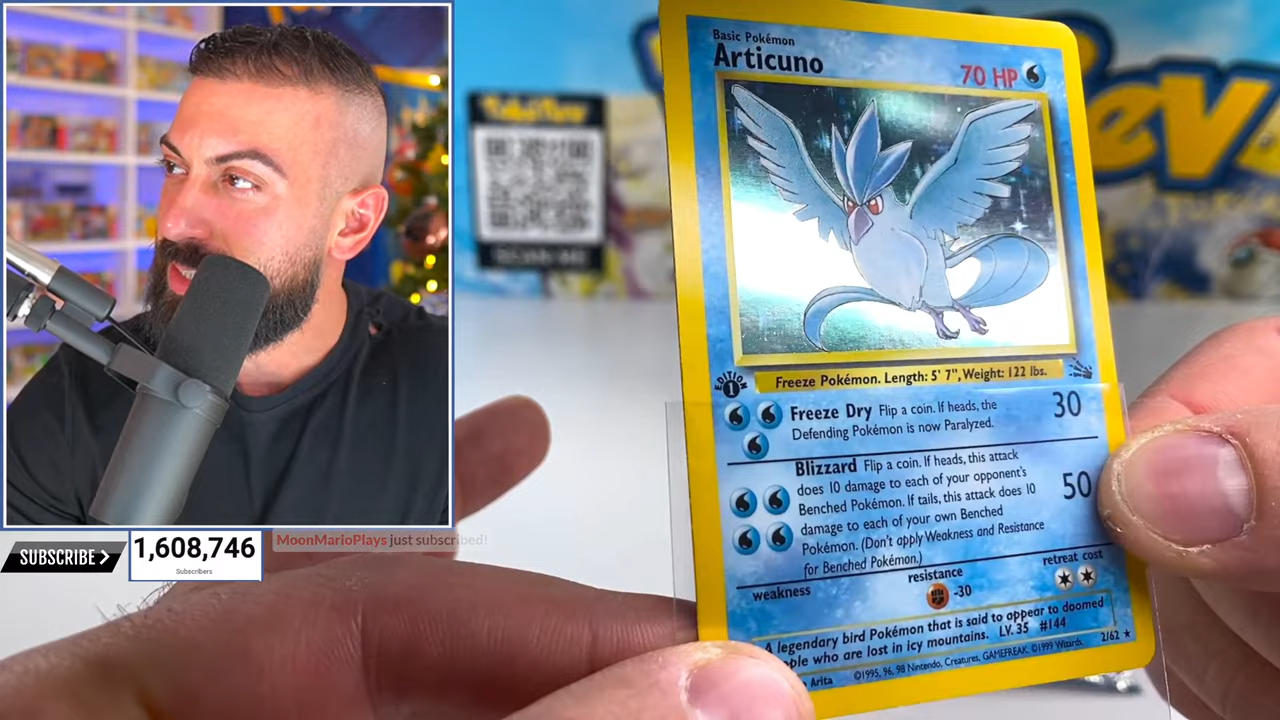 Basic Pokémon
Articuno
70 HP
EDITION
1
Freeze Pokémon. Length: 5' 7", Weight: 122 lbs.
Freeze Dry Flip a coin. If heads, the
Defending Pokémon is now Paralyzed.
30
Blizzard Flip a coin. If heads, this attack
does 10 damage to each of your opponent's
Benched Pokémon. If tails, this attack does 10
damage to each of your own Benched
Pokémon. (Don't apply Weakness and Resistance
for Benched Pokémon.)
50
weakness
resistance
-30
retreat cost
A legendary bird Pokémon that is said to appear to doomed
ple who are lost in icy mountains. LV. 35 #144
Arita ©1995, 96, 98 Nintendo, Creatures, GAMEFREAK. ©1999 Wizards. 2/62 ★
SCAN ME
SUBSCRIBE
1,608,746
Subscribers
MoonMarioPlays just subscribed!